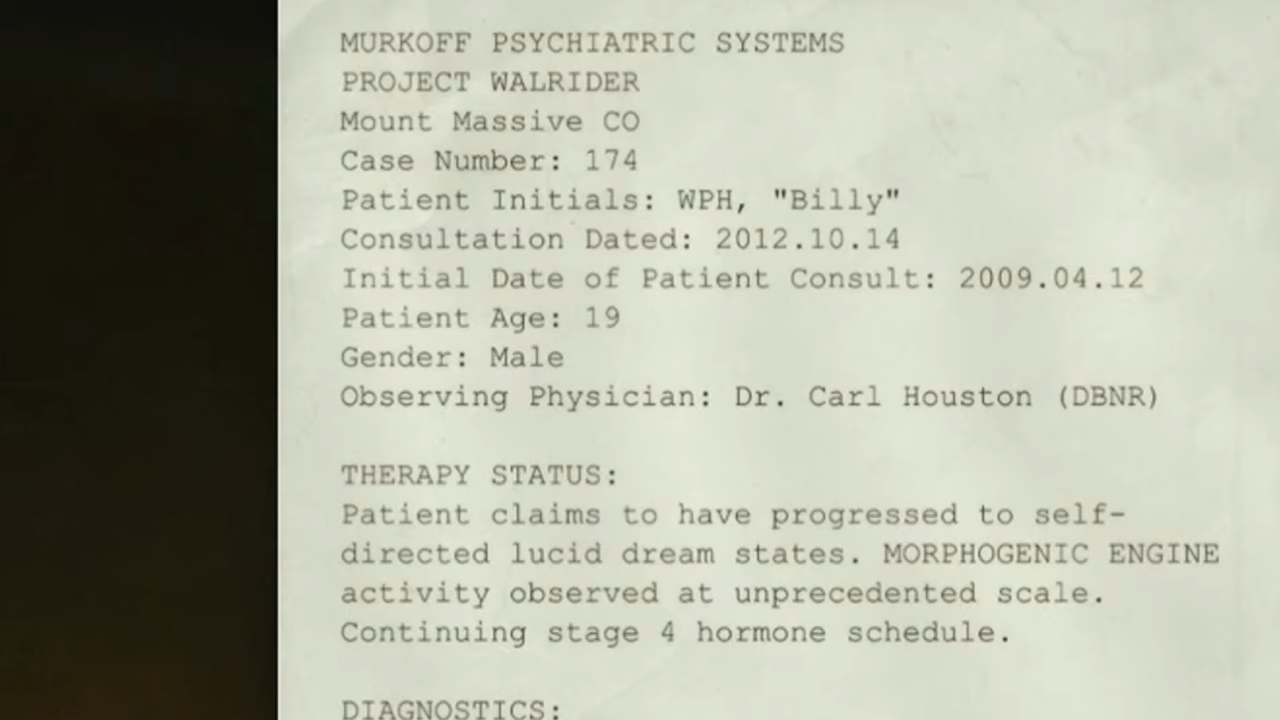 MURKOFF PSYCHIATRIC SYSTEMS
PROJECT WALRIDER
Mount Massive CO
Case Number: 174
Patient Initials: WPH, "Billy"
Consultation Dated: 2012.10.14
Initial Date of Patient Consult: 2009.04.12
Patient Age: 19
Gender: Male
Observing Physician: Dr. Carl Houston (DBNR)
THERAPY STATUS:
Patient claims to have progressed to self-
directed lucid dream states. MORPHOGENIC ENGINE
activity observed at unprecedented scale.
Continuing stage 4 hormone schedule.
DIAGNOSTICS: